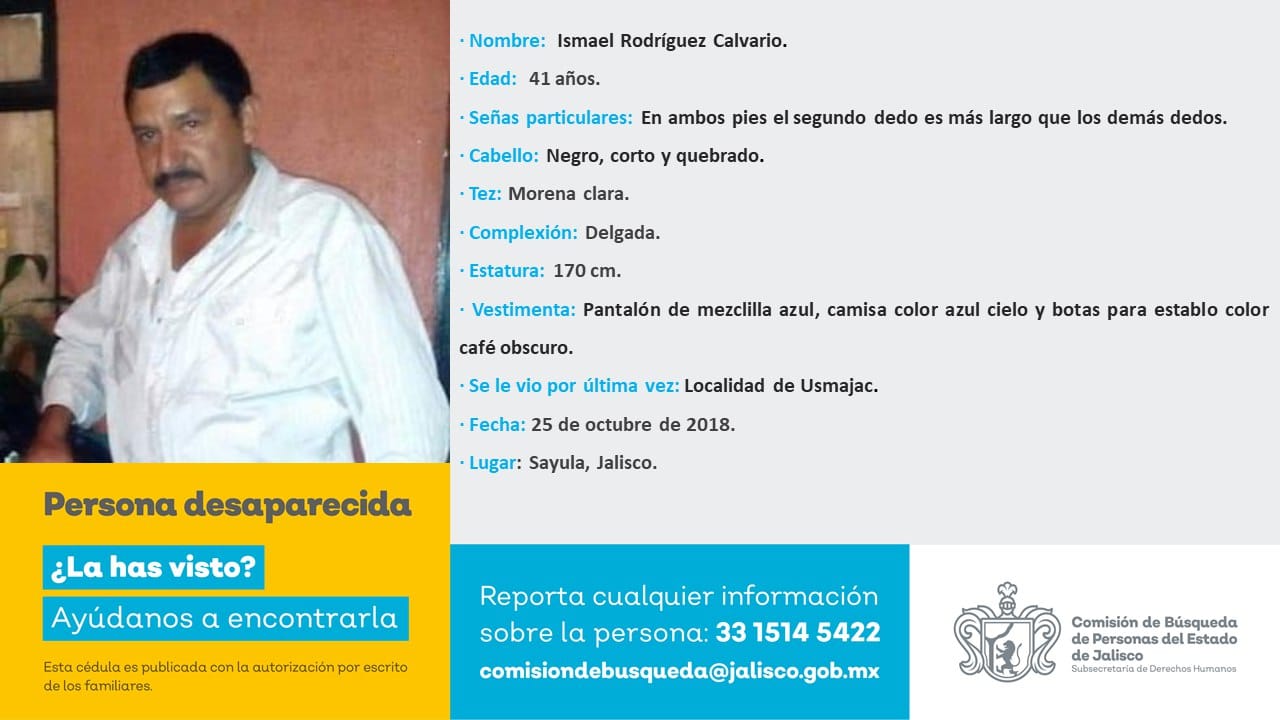 · Nombre: Ismael Rodríguez Calvario.
· Edad: 41 años.
· Señas particulares: En ambos pies el segundo dedo es más largo que los demás dedos.
· Cabello: Negro, corto y quebrado.
· Tez: Morena clara.
· Complexión: Delgada.
· Estatura: 170 cm.
· Vestimenta: Pantalón de mezclilla azul, camisa color azul cielo y botas para establo color
café obscuro.
· Se le vio por última vez: Localidad de Usmajac.
· Fecha: 25 de octubre de 2018.
· Lugar: Sayula, Jalisco.
Persona desaparecida
¿La has visto?
Ayúdanos a encontrarla
Esta cédula es publicada con la autorización por escrito
de los familiares.
Reporta cualquier información
sobre la persona: 33 1514 5422
comisiondebusqueda@jalisco.gob.mx
Comisión de Búsqueda
de Personas del Estado
de Jalisco
Subsecretaría de Derechos Humanos